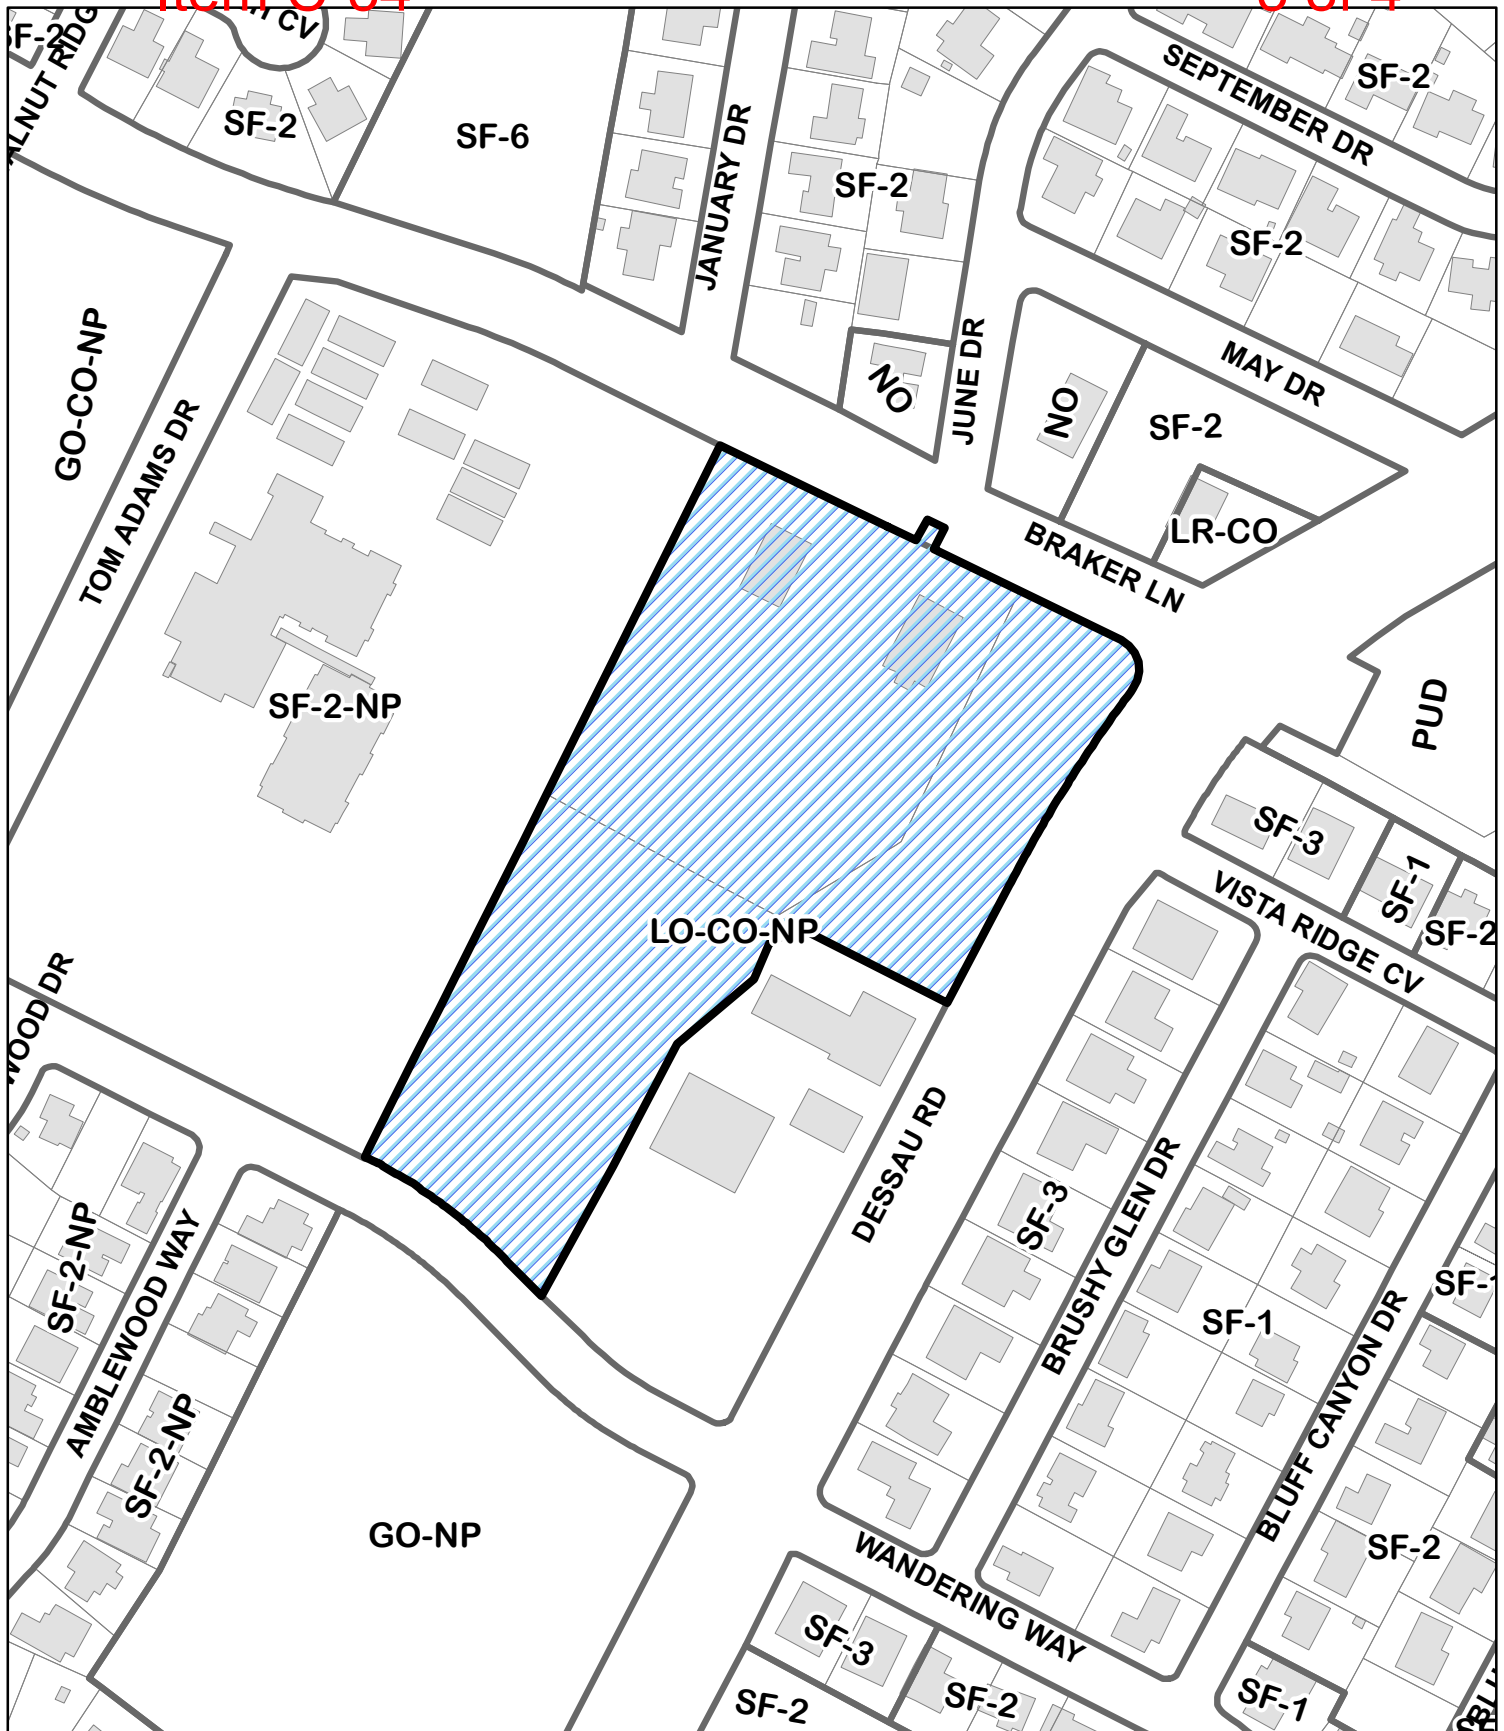 SF-2
SF-2
SF-6
JANUARY DR
SF-2
SEPTEMBER DR
SF-2
SF-2
MAY DR
GO-CO-NP
TOM ADAMS DR
NO
JUNE DR
NO
SF-2
LR-CO
BRAKER LN
SF-2-NP
PUD
SF-3
SF-1
SF-2
VISTA RIDGE CV
LO-CO-NP
WOOD DR
DESSAU RD
SF-2-NP
AMBLEWOOD WAY
SF-2-NP
SF-3
BRUSHY GLEN DR
SF-1
BLUFF CANYON DR
SF-1
GO-NP
SF-2
WANDERING WAY
SF-3
SF-2
SF-2
SF-1